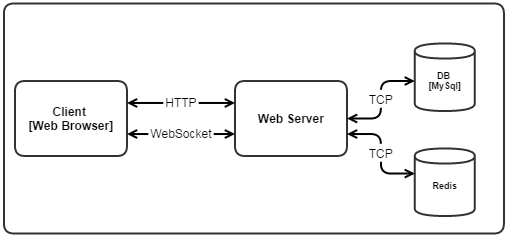 Client
[Web Browser]
HTTP
WebSocket
Web Server
TCP
TCP
DB
[MySql]
Redis